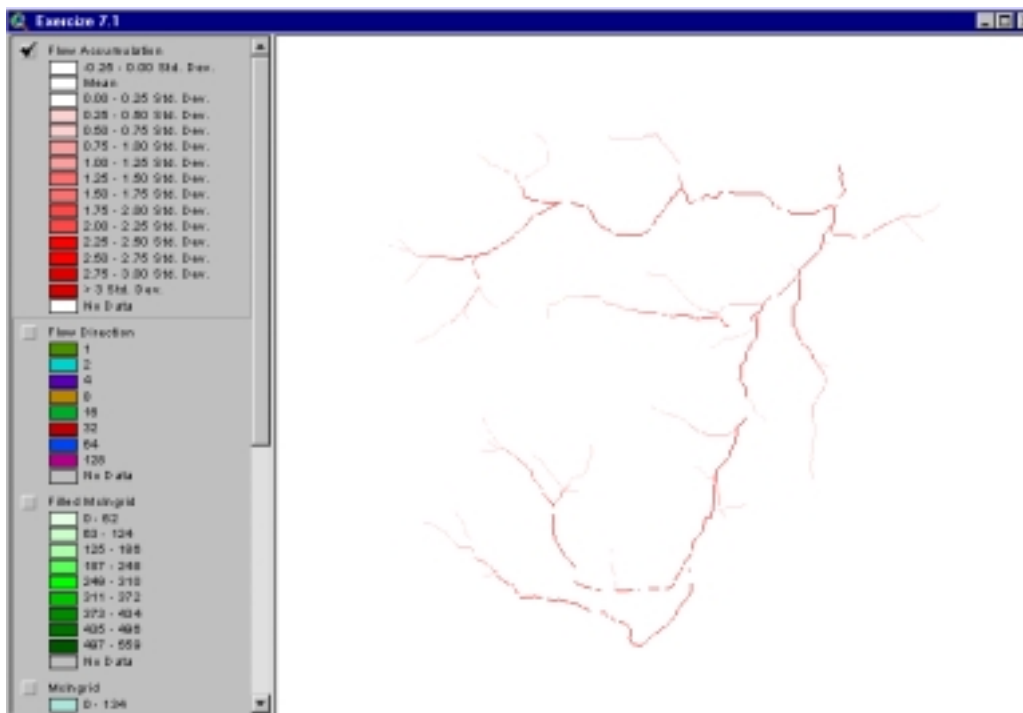 Exercize 7.1
Flow Accumulation
-0.25 - 0.00 Std. Dev.
Mean
0.00 - 0.25 Std. Dev.
0.25 - 0.50 Std. Dev.
0.50 - 0.75 Std. Dev.
0.75 - 1.00 Std. Dev.
1.00 - 1.25 Std. Dev.
1.25 - 1.50 Std. Dev.
1.50 - 1.75 Std. Dev.
1.75 - 2.00 Std. Dev.
2.00 - 2.25 Std. Dev.
2.25 - 2.50 Std. Dev.
2.50 - 2.75 Std. Dev.
2.75 - 3.00 Std. Dev.
> 3 Std. Dev.
No Data
Flow Direction
1
2
4
8
16
32
64
128
No Data
Filled Msingrid
0 - 62
63 - 124
125 - 186
187 - 248
249 - 310
311 - 372
373 - 434
435 - 496
497 - 559
No Data
Msingrid
0 - 134